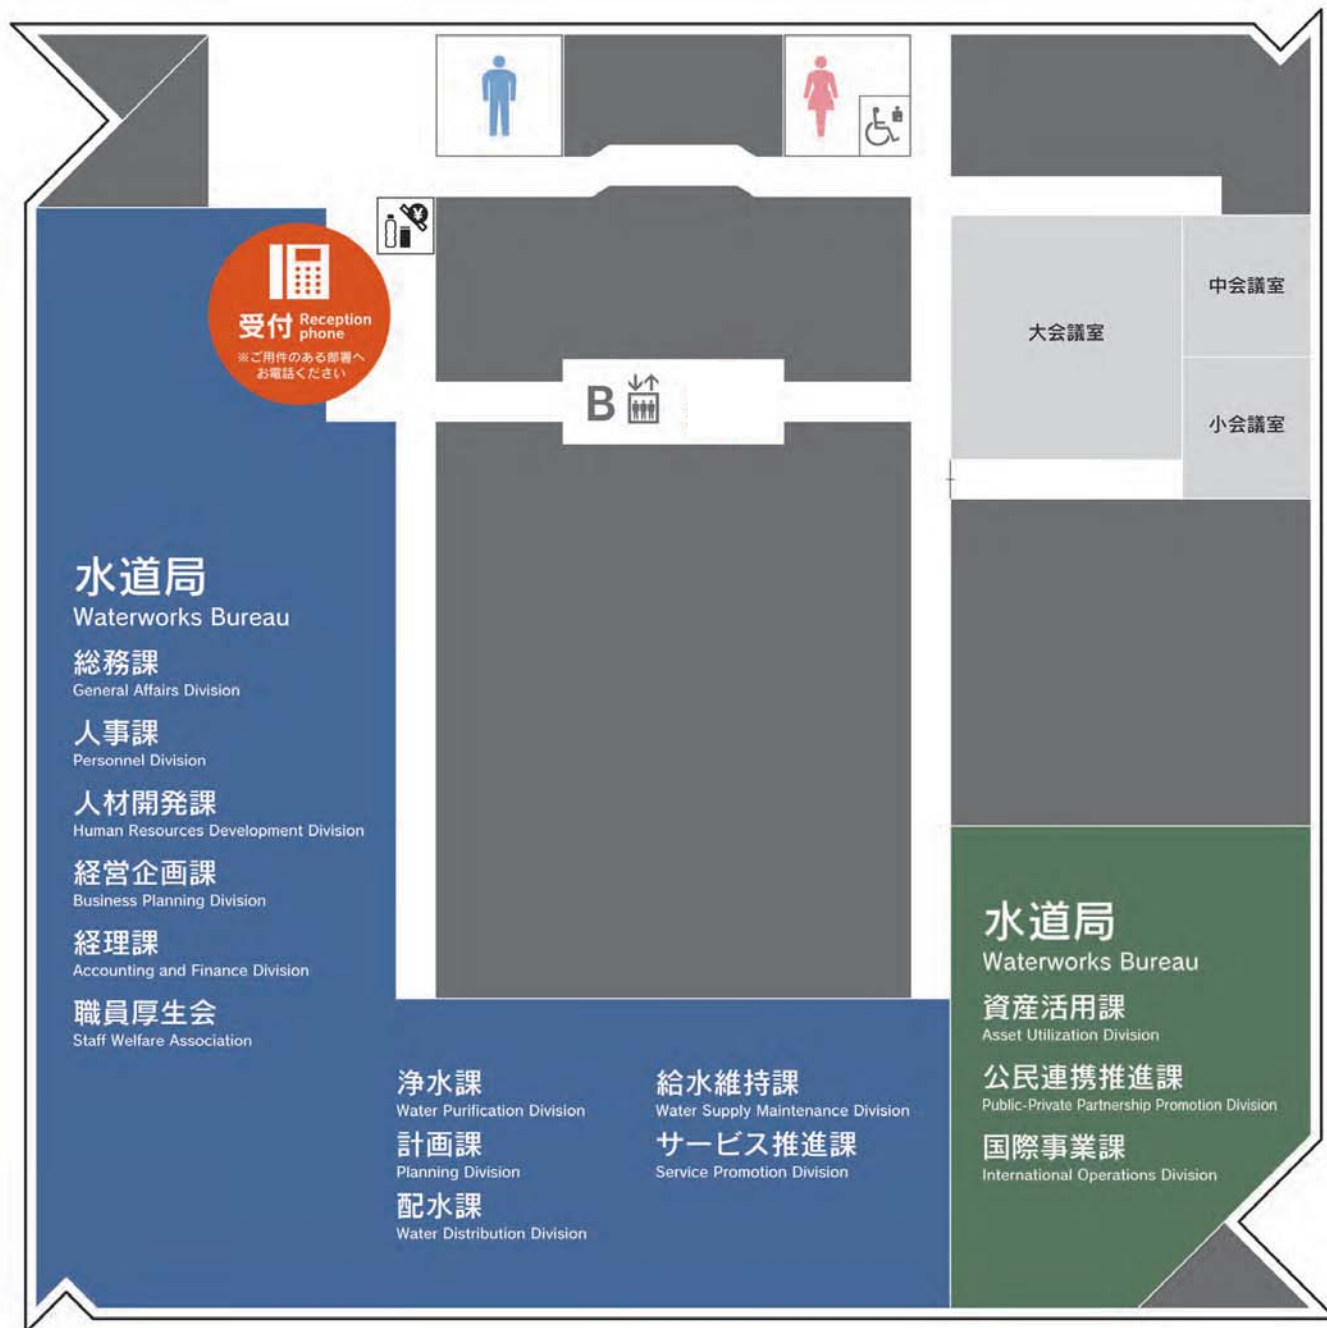 受付 Reception phone
※ご用件のある部署へ
お電話ください
¥
B
大会議室
中会議室
小会議室
水道局
Waterworks Bureau
総務課
General Affairs Division
人事課
Personnel Division
人材開発課
Human Resources Development Division
経営企画課
Business Planning Division
経理課
Accounting and Finance Division
職員厚生会
Staff Welfare Association
浄水課
Water Purification Division
計画課
Planning Division
配水課
Water Distribution Division
給水維持課
Water Supply Maintenance Division
サービス推進課
Service Promotion Division
水道局
Waterworks Bureau
資産活用課
Asset Utilization Division
公民連携推進課
Public-Private Partnership Promotion Division
国際事業課
International Operations Division